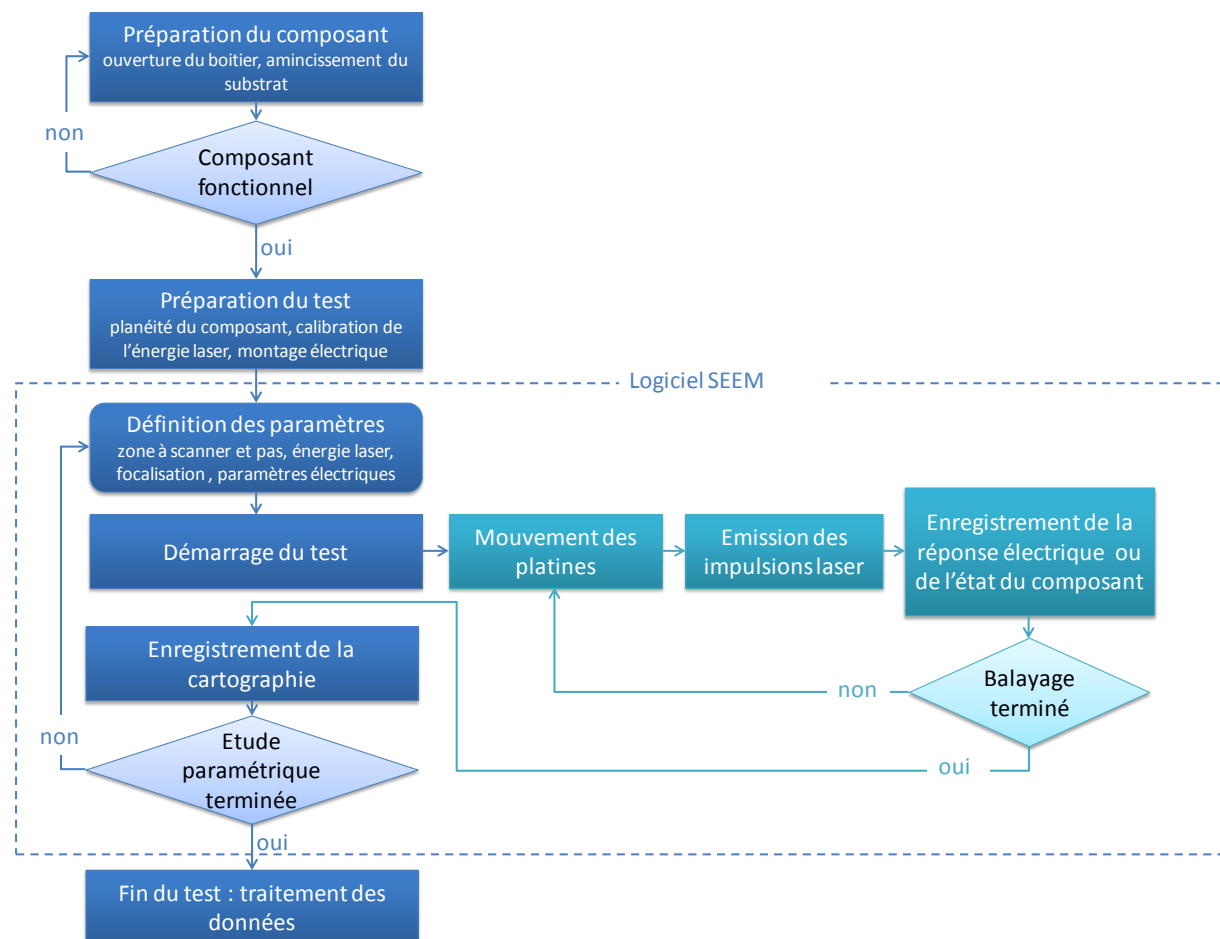 Préparation du composant
ouverture du boitier, amincissement du
substrat
non
Composant
fonctionnel
oui
Préparation du test
planéité du composant, calibration de
l'énergie laser, montage électrique
Logiciel SEEM
Définition des paramètres
zone à scanner et pas, énergie laser,
focalisation , paramètres électriques
Démarrage du test
Mouvement des
platines
Emission des
impulsions laser
Enregistrement de la
réponse électrique ou
de l'état du composant
Balayage
terminé
non
oui
Enregistrement de la
cartographie
Etude
paramétrique
terminée
non
oui
Fin du test : traitement des
données